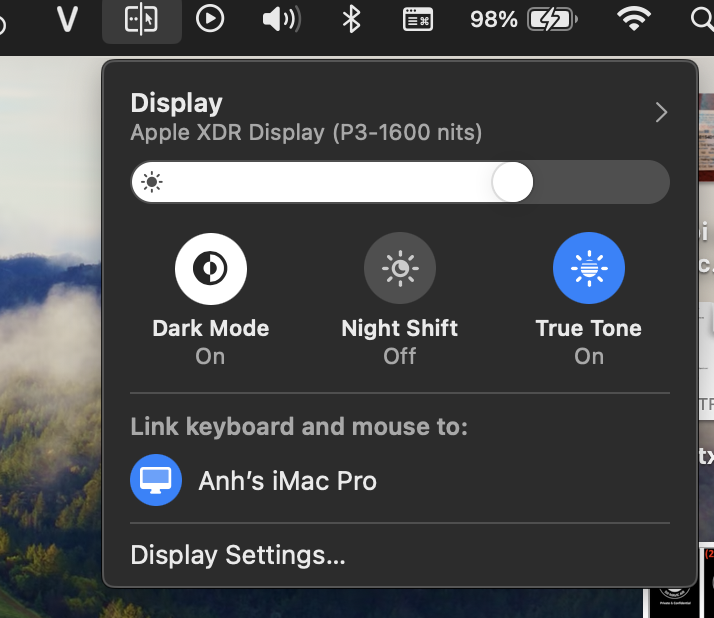 V
98%
Display
Apple XDR Display (P3-1600 nits)
Dark Mode
Night Shift
True Tone
On
Off
On
Link keyboard and mouse to:
Anh's iMac Pro
Display Settings...